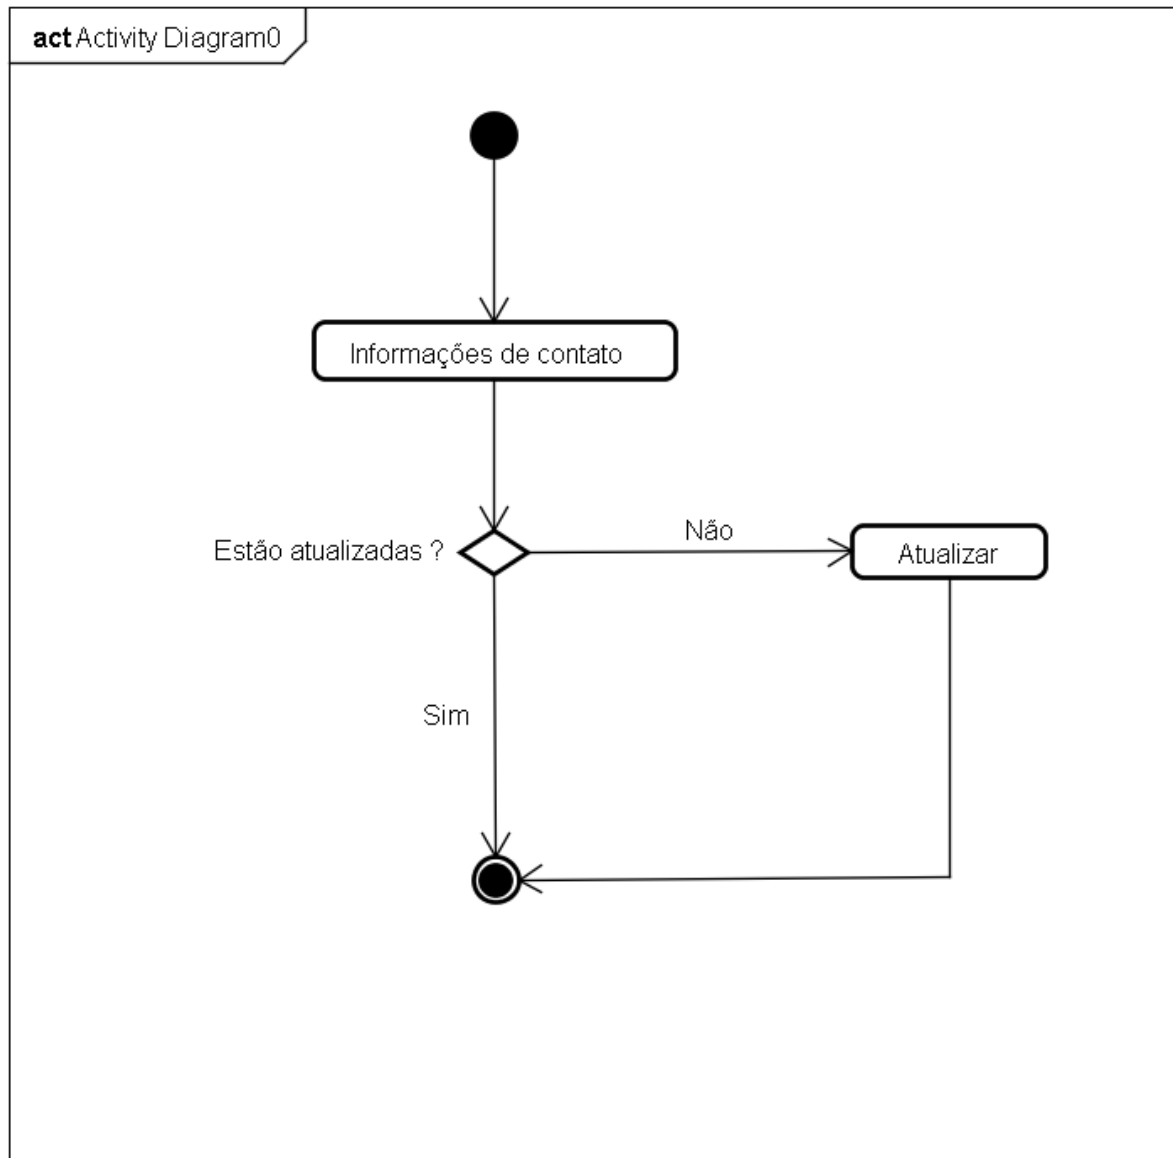 act Activity Diagram0
Informações de contato
Estão atualizadas ?
Não
Atualizar
Sim